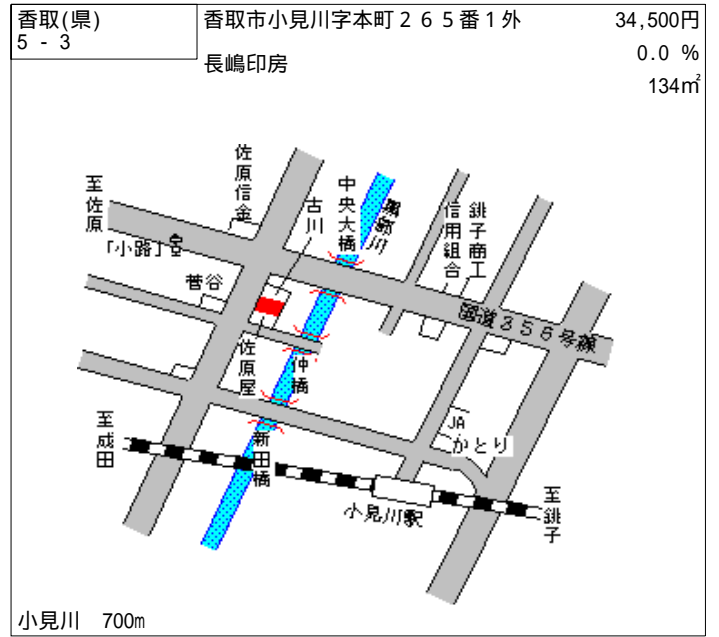 香取(県)
5 - 3
香取市小見川字本町２６５番１外
34,500円
長嶋印房
0.0 %
134㎡
佐原信金
至佐原
「小路」
古川
中央大橋
黒部川
信用組合
銚子商工
菅谷
国道３５６号線
佐原屋
仲橋
至成田
新田橋
JA
かとり
小見川駅
至銚子
小見川　700m